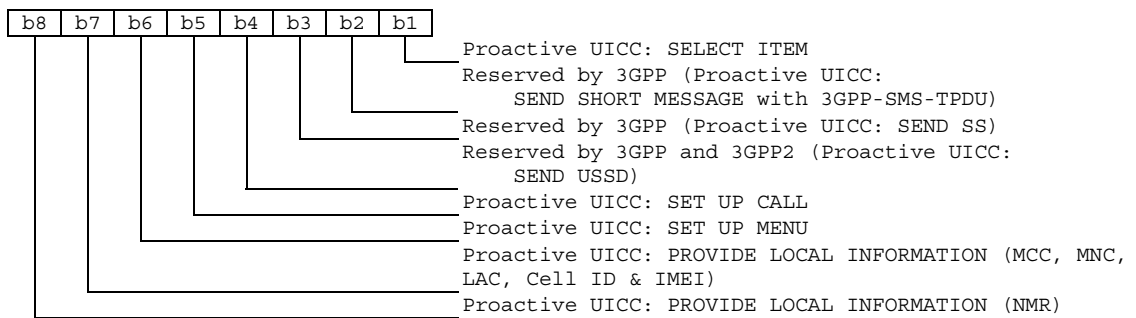 b8 b7 b6 b5 b4 b3 b2 b1
Proactive UICC: SELECT ITEM
Reserved by 3GPP (Proactive UICC:
SEND SHORT MESSAGE with 3GPP-SMS-TPDU)
Reserved by 3GPP (Proactive UICC: SEND SS)
Reserved by 3GPP and 3GPP2 (Proactive UICC:
SEND USSD)
Proactive UICC: SET UP CALL
Proactive UICC: SET UP MENU
Proactive UICC: PROVIDE LOCAL INFORMATION (MCC, MNC,
LAC, Cell ID & IMEI)
Proactive UICC: PROVIDE LOCAL INFORMATION (NMR)